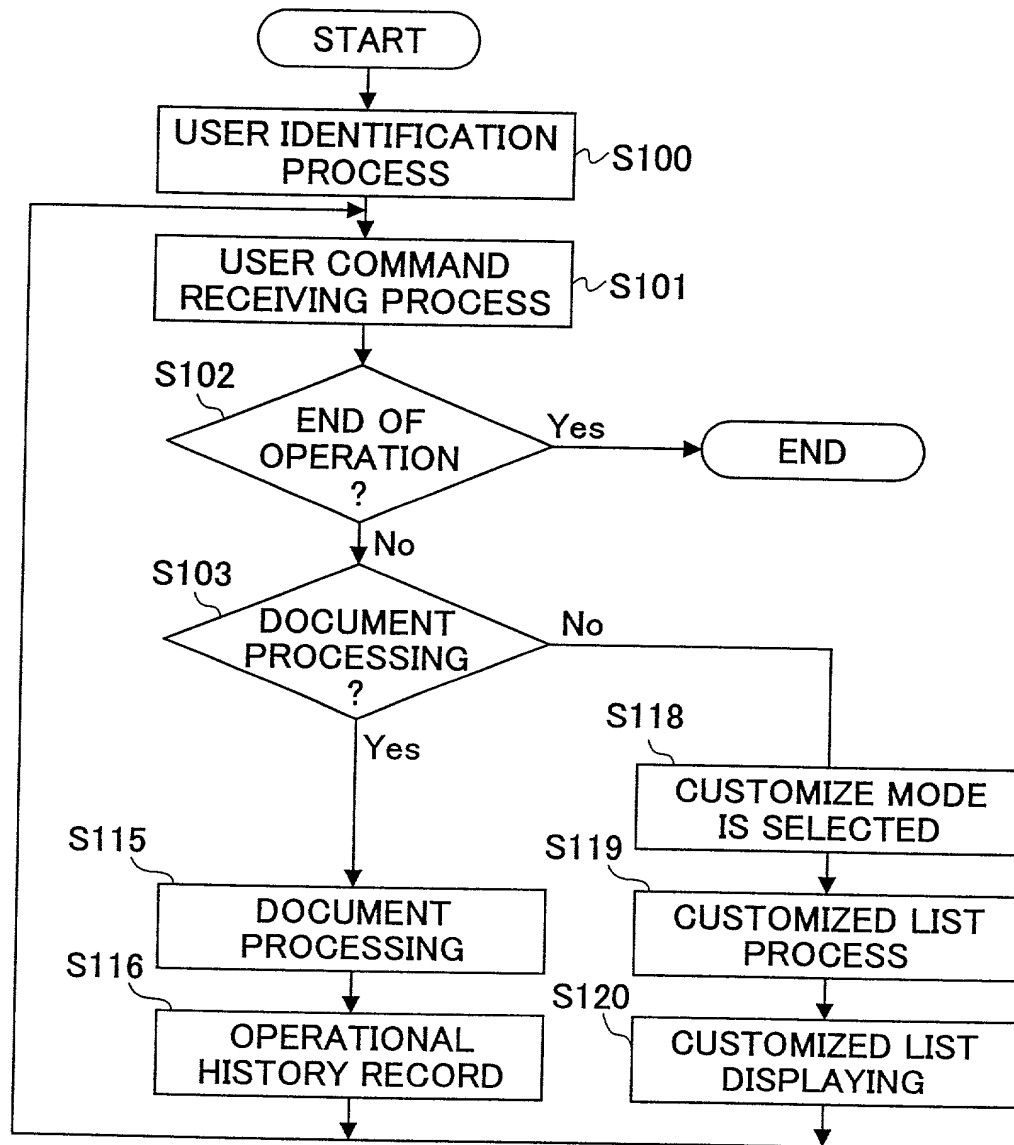 START
USER IDENTIFICATION
PROCESS
S100
USER COMMAND
RECEIVING PROCESS
S101
S102
END OF
OPERATION
?
Yes
END
No
S103
DOCUMENT
PROCESSING
?
No
Yes
S118
CUSTOMIZE MODE
IS SELECTED
S115
DOCUMENT
PROCESSING
S119
CUSTOMIZED LIST
PROCESS
S116
OPERATIONAL
HISTORY RECORD
S120
CUSTOMIZED LIST
DISPLAYING